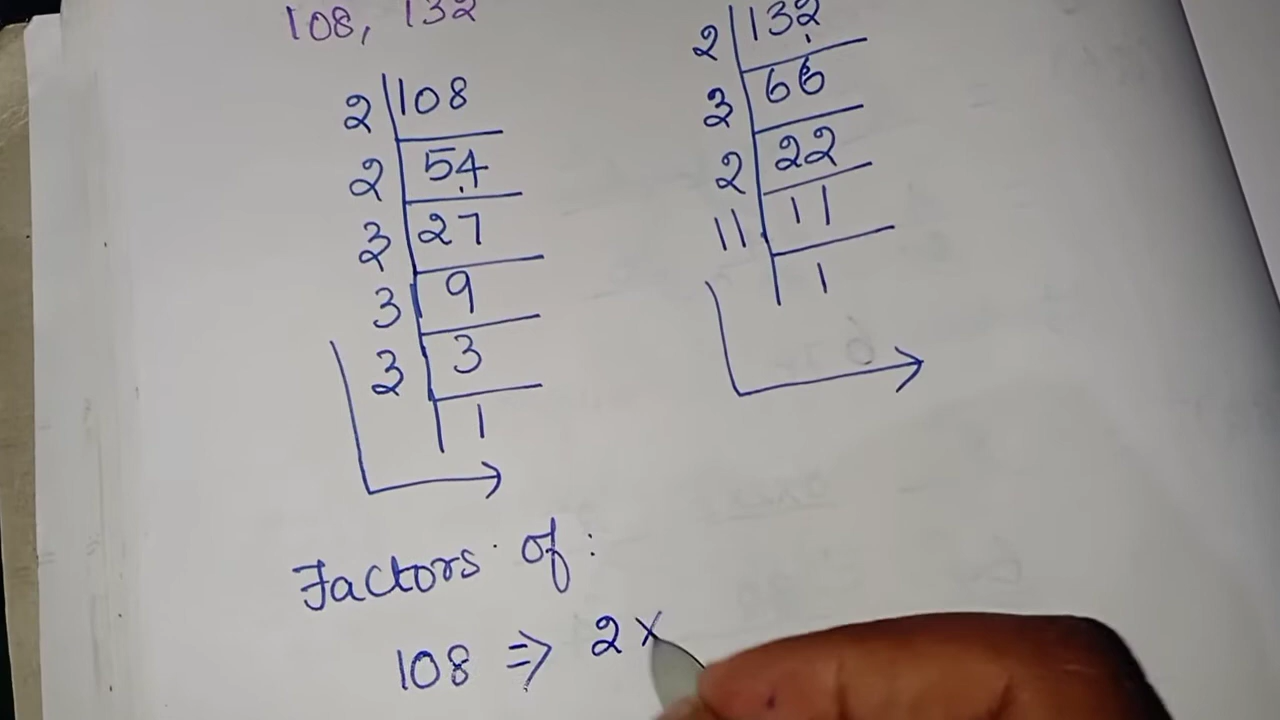 108, 132
2 | 108
2 | 54
3 | 27
3 | 9
3 | 3
1
2 | 132
3 | 66
2 | 22
11 | 11
1
Factors of:
108 ⇒ 2 ×